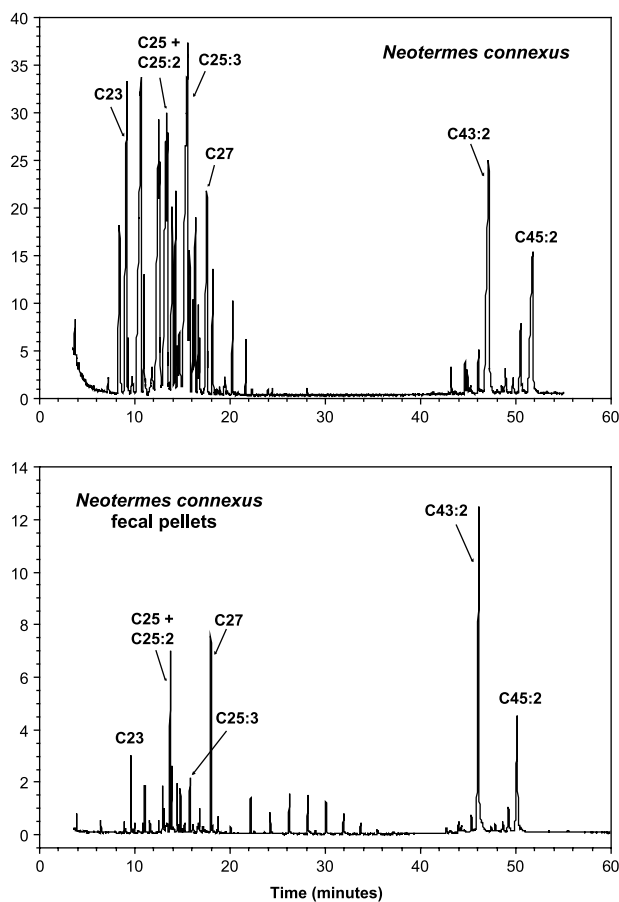 40
35
30
25
20
15
10
5
0
Neotermes connexus
C25 +
C25:2
C25:3
C23
C27
C43:2
C45:2
0 10 20 30 40 50 60
14
12
10
8
6
4
2
0
Neotermes connexus
fecal pellets
C43:2
C25 +
C25:2
C27
C45:2
C25:3
C23
0 10 20 30 40 50 60
Time (minutes)